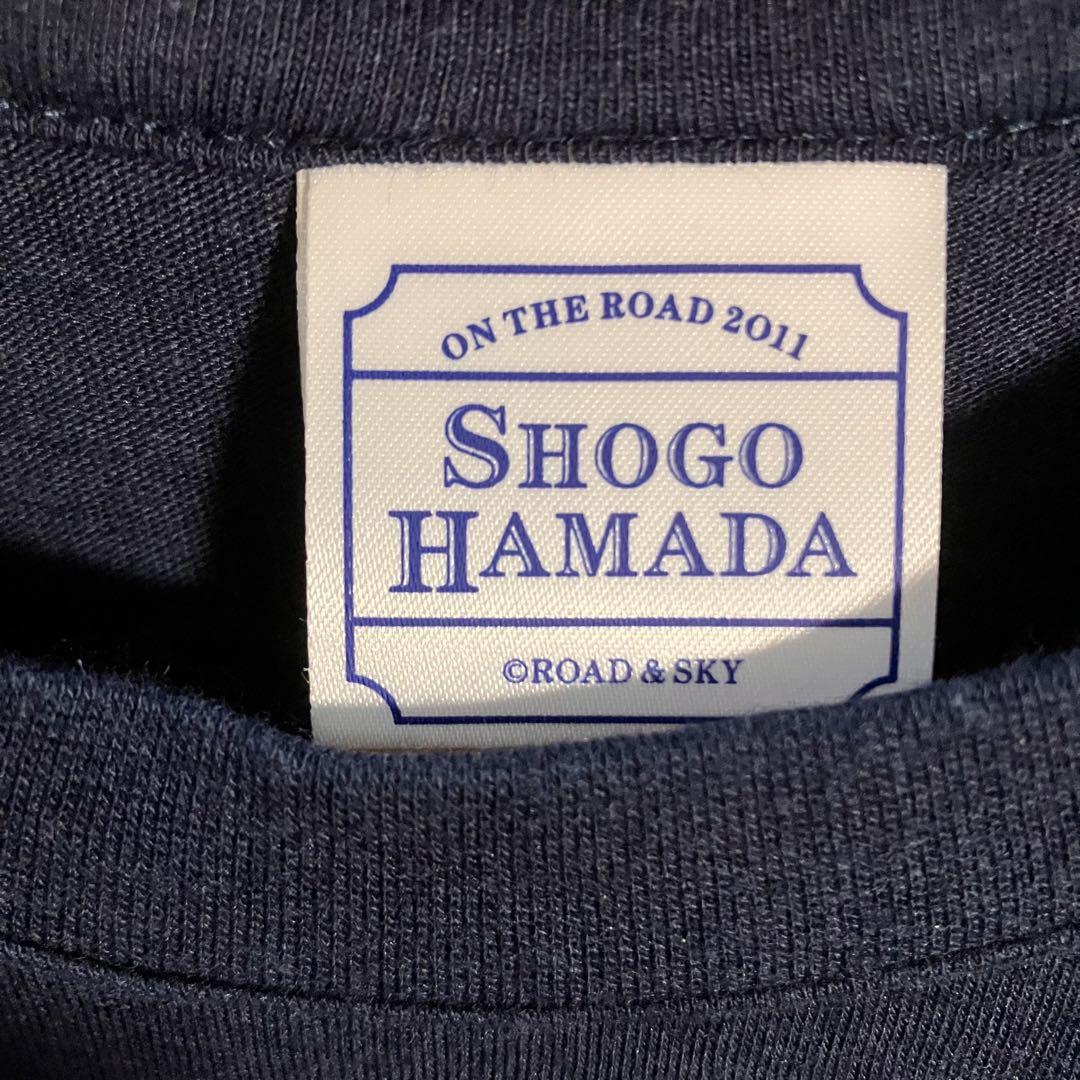 ON THE ROAD 2011
SHOGO
HAMADA
©ROAD & SKY